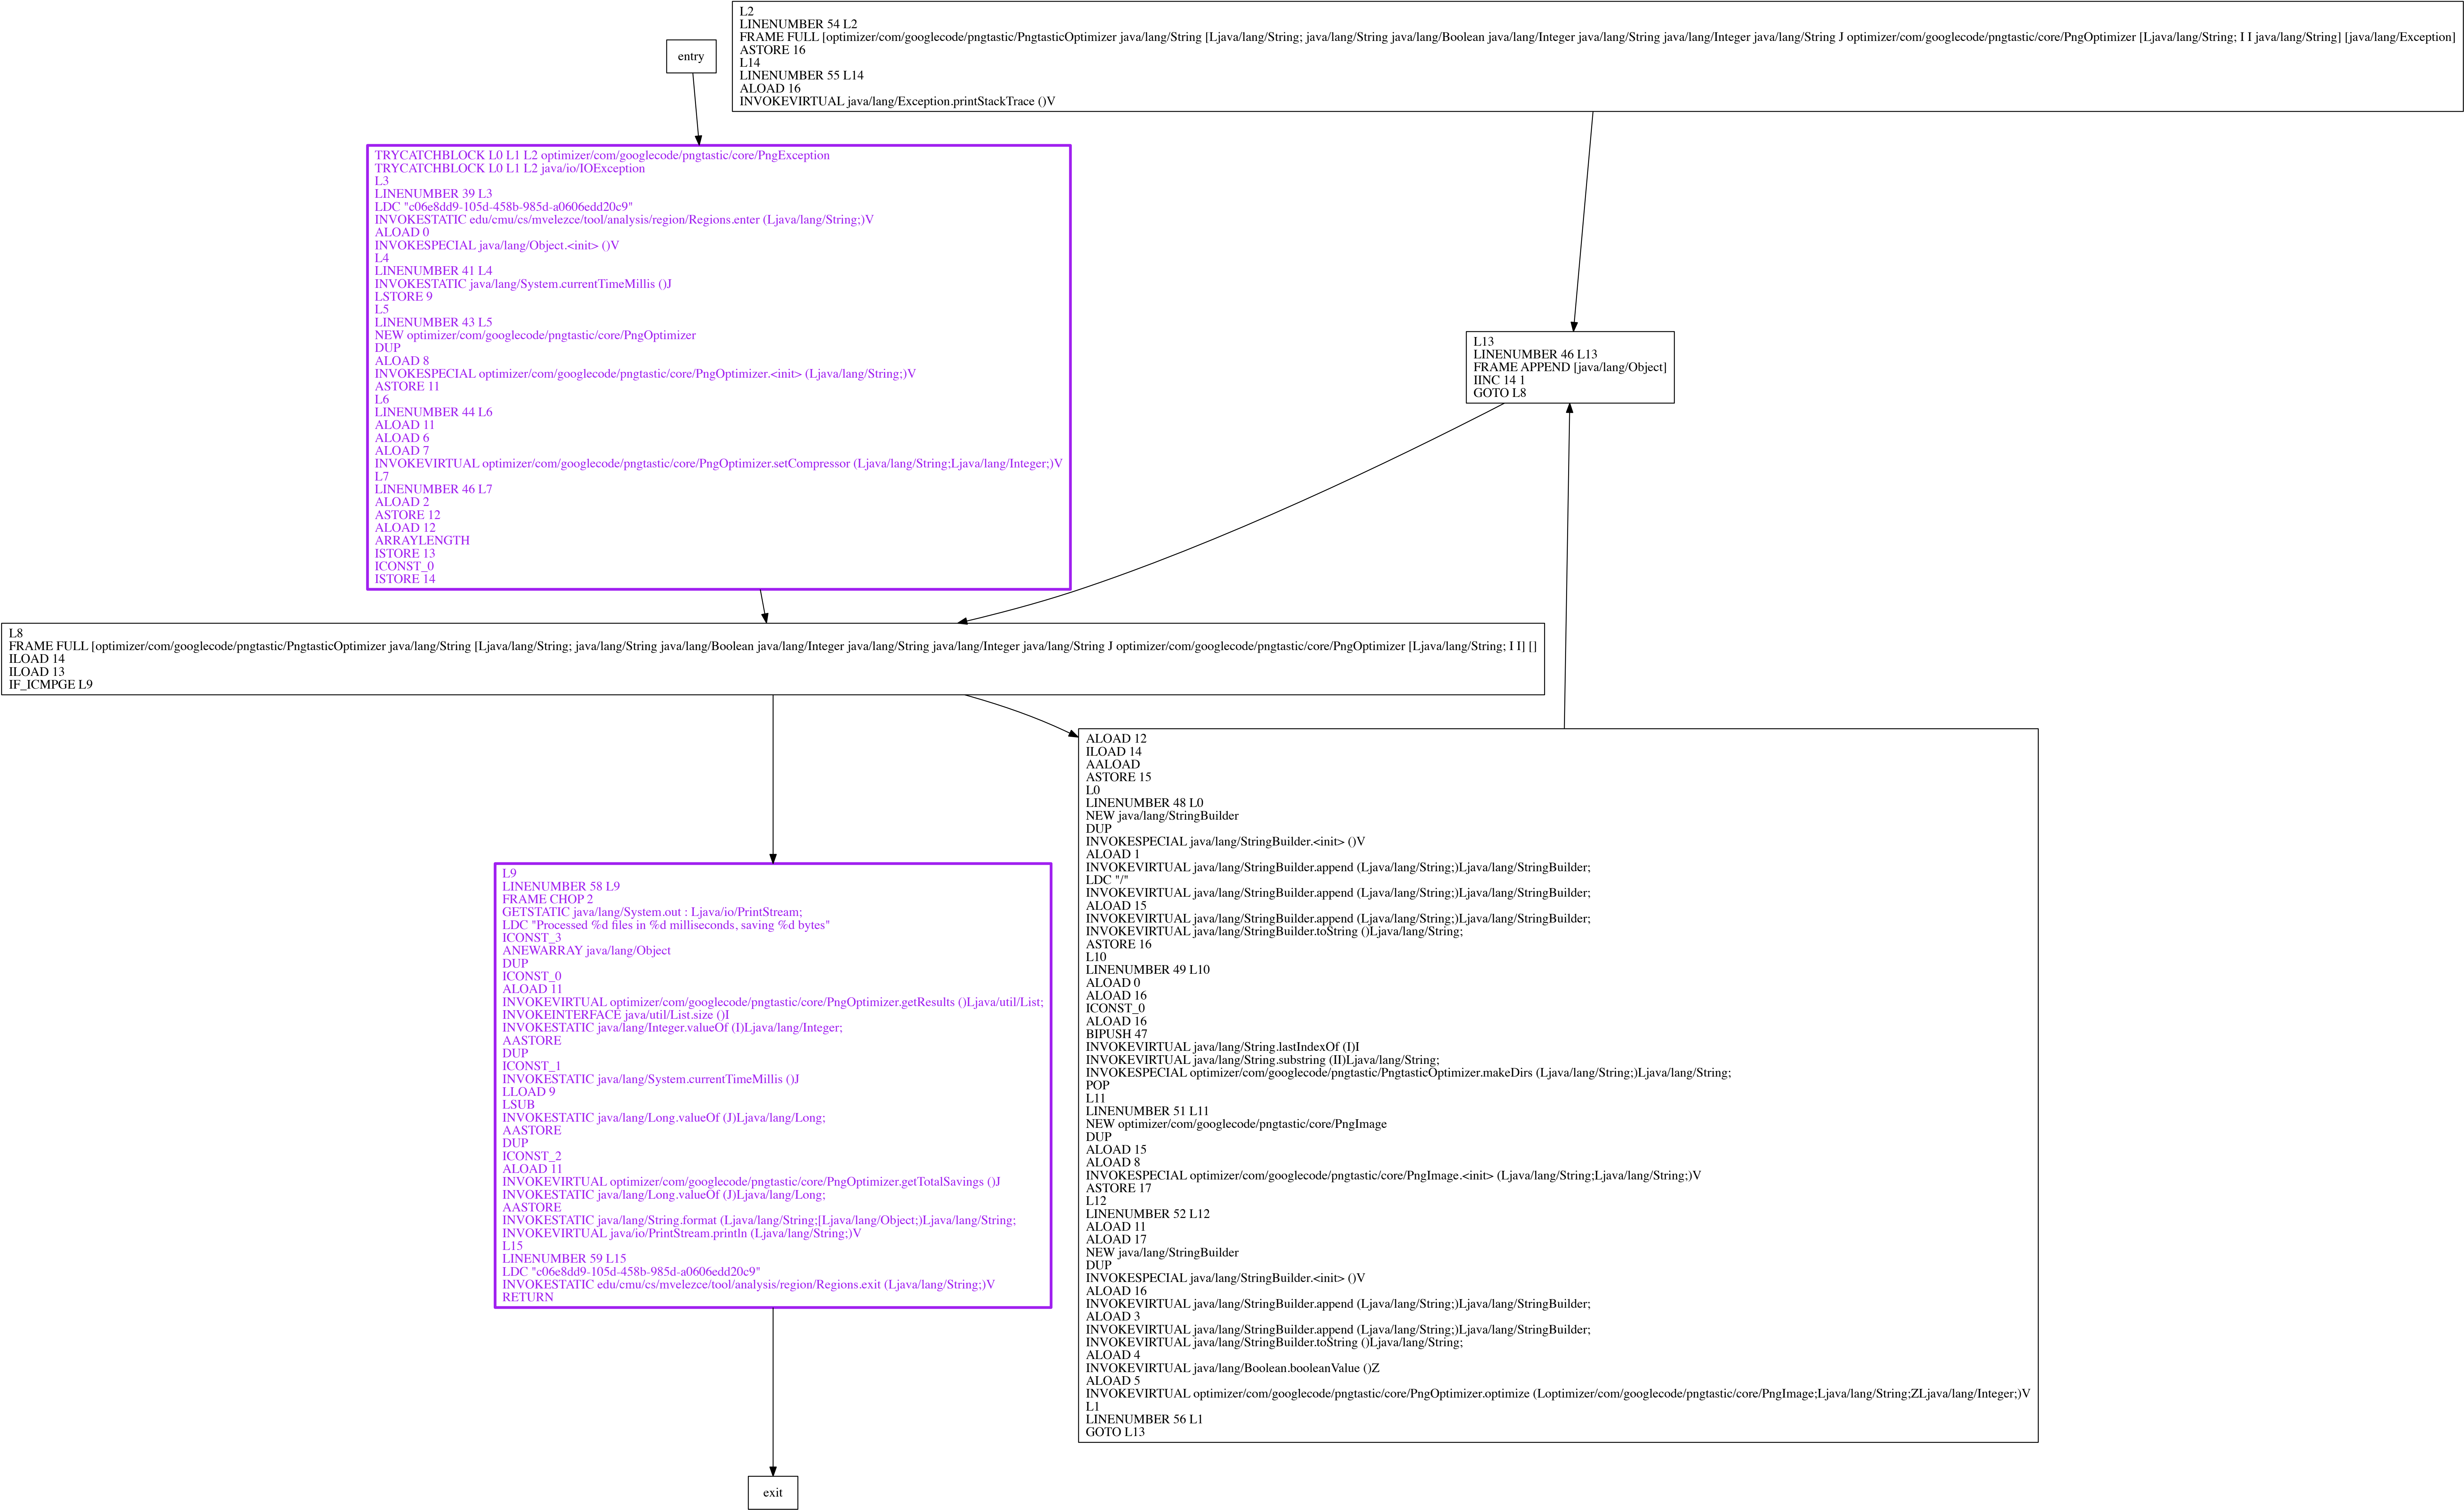 L2
LINENUMBER 54 L2
FRAME FULL [optimizer/com/googlecode/pngtastic/PngtasticOptimizer java/lang/String [Ljava/lang/String; java/lang/String java/lang/Boolean java/lang/Integer java/lang/String java/lang/Integer java/lang/String J optimizer/com/googlecode/pngtastic/core/PngOptimizer [Ljava/lang/String; I I java/lang/String] [java/lang/Exception]
ASTORE 16
L14
LINENUMBER 55 L14
ALOAD 16
INVOKEVIRTUAL java/lang/Exception.printStackTrace ()V
entry
TRYCATCHBLOCK L0 L1 L2 optimizer/com/googlecode/pngtastic/core/PngException
TRYCATCHBLOCK L0 L1 L2 java/io/IOException
L3
LINENUMBER 39 L3
LDC "c06e8dd9-105d-458b-985d-a0606edd20c9"
INVOKESTATIC edu/cmu/cs/mvelezce/tool/analysis/region/Regions.enter (Ljava/lang/String;)V
ALOAD 0
INVOKESPECIAL java/lang/Object.<init> ()V
L4
LINENUMBER 41 L4
INVOKESTATIC java/lang/System.currentTimeMillis ()J
LSTORE 9
L5
LINENUMBER 43 L5
NEW optimizer/com/googlecode/pngtastic/core/PngOptimizer
DUP
ALOAD 8
INVOKESPECIAL optimizer/com/googlecode/pngtastic/core/PngOptimizer.<init> (Ljava/lang/String;)V
ASTORE 11
L6
LINENUMBER 44 L6
ALOAD 11
ALOAD 6
ALOAD 7
INVOKEVIRTUAL optimizer/com/googlecode/pngtastic/core/PngOptimizer.setCompressor (Ljava/lang/String;Ljava/lang/Integer;)V
L7
LINENUMBER 46 L7
ALOAD 2
ASTORE 12
ALOAD 12
ARRAYLENGTH
ISTORE 13
ICONST_0
ISTORE 14
L13
LINENUMBER 46 L13
FRAME APPEND [java/lang/Object]
IINC 14 1
GOTO L8
L8
FRAME FULL [optimizer/com/googlecode/pngtastic/PngtasticOptimizer java/lang/String [Ljava/lang/String; java/lang/String java/lang/Boolean java/lang/Integer java/lang/String java/lang/Integer java/lang/String J optimizer/com/googlecode/pngtastic/core/PngOptimizer [Ljava/lang/String; I I] []
ILOAD 14
ILOAD 13
IF_ICMPGE L9
ALOAD 12
ILOAD 14
AALOAD
ASTORE 15
L0
LINENUMBER 48 L0
NEW java/lang/StringBuilder
DUP
INVOKESPECIAL java/lang/StringBuilder.<init> ()V
ALOAD 1
INVOKEVIRTUAL java/lang/StringBuilder.append (Ljava/lang/String;)Ljava/lang/StringBuilder;
LDC "/"
INVOKEVIRTUAL java/lang/StringBuilder.append (Ljava/lang/String;)Ljava/lang/StringBuilder;
ALOAD 15
INVOKEVIRTUAL java/lang/StringBuilder.append (Ljava/lang/String;)Ljava/lang/StringBuilder;
INVOKEVIRTUAL java/lang/StringBuilder.toString ()Ljava/lang/String;
ASTORE 16
L10
LINENUMBER 49 L10
ALOAD 0
ALOAD 16
ICONST_0
ALOAD 16
BIPUSH 47
INVOKEVIRTUAL java/lang/String.lastIndexOf (I)I
INVOKEVIRTUAL java/lang/String.substring (II)Ljava/lang/String;
INVOKESPECIAL optimizer/com/googlecode/pngtastic/PngtasticOptimizer.makeDirs (Ljava/lang/String;)Ljava/lang/String;
POP
L11
LINENUMBER 51 L11
NEW optimizer/com/googlecode/pngtastic/core/PngImage
DUP
ALOAD 15
ALOAD 8
INVOKESPECIAL optimizer/com/googlecode/pngtastic/core/PngImage.<init> (Ljava/lang/String;Ljava/lang/String;)V
ASTORE 17
L12
LINENUMBER 52 L12
ALOAD 11
ALOAD 17
NEW java/lang/StringBuilder
DUP
INVOKESPECIAL java/lang/StringBuilder.<init> ()V
ALOAD 16
INVOKEVIRTUAL java/lang/StringBuilder.append (Ljava/lang/String;)Ljava/lang/StringBuilder;
ALOAD 3
INVOKEVIRTUAL java/lang/StringBuilder.append (Ljava/lang/String;)Ljava/lang/StringBuilder;
INVOKEVIRTUAL java/lang/StringBuilder.toString ()Ljava/lang/String;
ALOAD 4
INVOKEVIRTUAL java/lang/Boolean.booleanValue ()Z
ALOAD 5
INVOKEVIRTUAL optimizer/com/googlecode/pngtastic/core/PngOptimizer.optimize (Loptimizer/com/googlecode/pngtastic/core/PngImage;Ljava/lang/String;ZLjava/lang/Integer;)V
L1
LINENUMBER 56 L1
GOTO L13
L9
LINENUMBER 58 L9
FRAME CHOP 2
GETSTATIC java/lang/System.out : Ljava/io/PrintStream;
LDC "Processed %d files in %d milliseconds, saving %d bytes"
ICONST_3
ANEWARRAY java/lang/Object
DUP
ICONST_0
ALOAD 11
INVOKEVIRTUAL optimizer/com/googlecode/pngtastic/core/PngOptimizer.getResults ()Ljava/util/List;
INVOKEINTERFACE java/util/List.size ()I
INVOKESTATIC java/lang/Integer.valueOf (I)Ljava/lang/Integer;
AASTORE
DUP
ICONST_1
INVOKESTATIC java/lang/System.currentTimeMillis ()J
LLOAD 9
LSUB
INVOKESTATIC java/lang/Long.valueOf (J)Ljava/lang/Long;
AASTORE
DUP
ICONST_2
ALOAD 11
INVOKEVIRTUAL optimizer/com/googlecode/pngtastic/core/PngOptimizer.getTotalSavings ()J
INVOKESTATIC java/lang/Long.valueOf (J)Ljava/lang/Long;
AASTORE
INVOKESTATIC java/lang/String.format (Ljava/lang/String;[Ljava/lang/Object;)Ljava/lang/String;
INVOKEVIRTUAL java/io/PrintStream.println (Ljava/lang/String;)V
L15
LINENUMBER 59 L15
LDC "c06e8dd9-105d-458b-985d-a0606edd20c9"
INVOKESTATIC edu/cmu/cs/mvelezce/tool/analysis/region/Regions.exit (Ljava/lang/String;)V
RETURN
exit